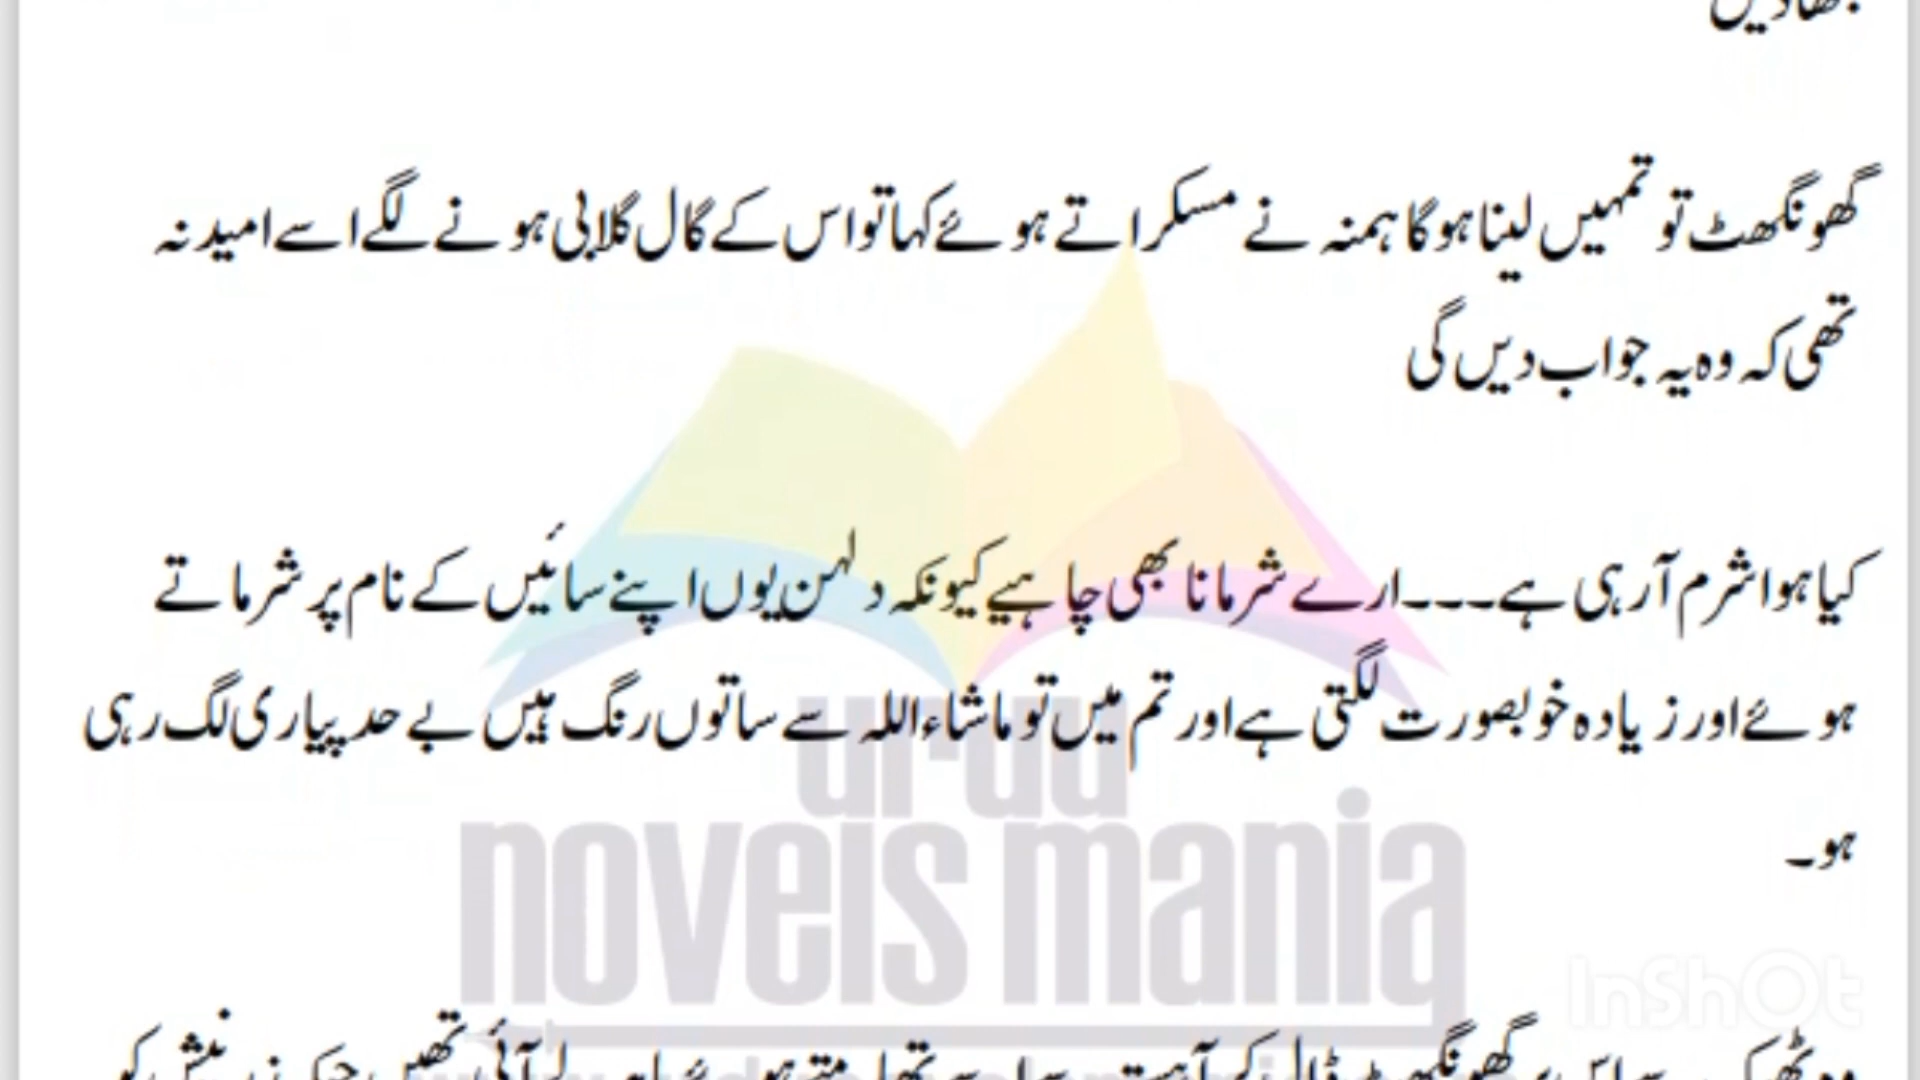 گھونگھٹ تو تمہیں لینا ہوگا ہمنہ نے مسکراتے ہوئے کہا تو اس کے گال گلابی ہونے لگے اسے امید نہ
تھی کہ وہ یہ جواب دیں گی
کیا ہوا شرم آرہی ہے۔۔۔ارے شرمانا بھی چاہیے کیونکہ دلہن یوں اپنے سائیں کے نام پر شرماتے
ہوئے اور زیادہ خوبصورت لگتی ہے اور تم میں تو ماشاءاللہ سے ساتوں رنگ ہیں بے حد پیاری لگ رہی
urdu
ہو۔
novels mania
InShOt
گھونگھٹ ڈال کر